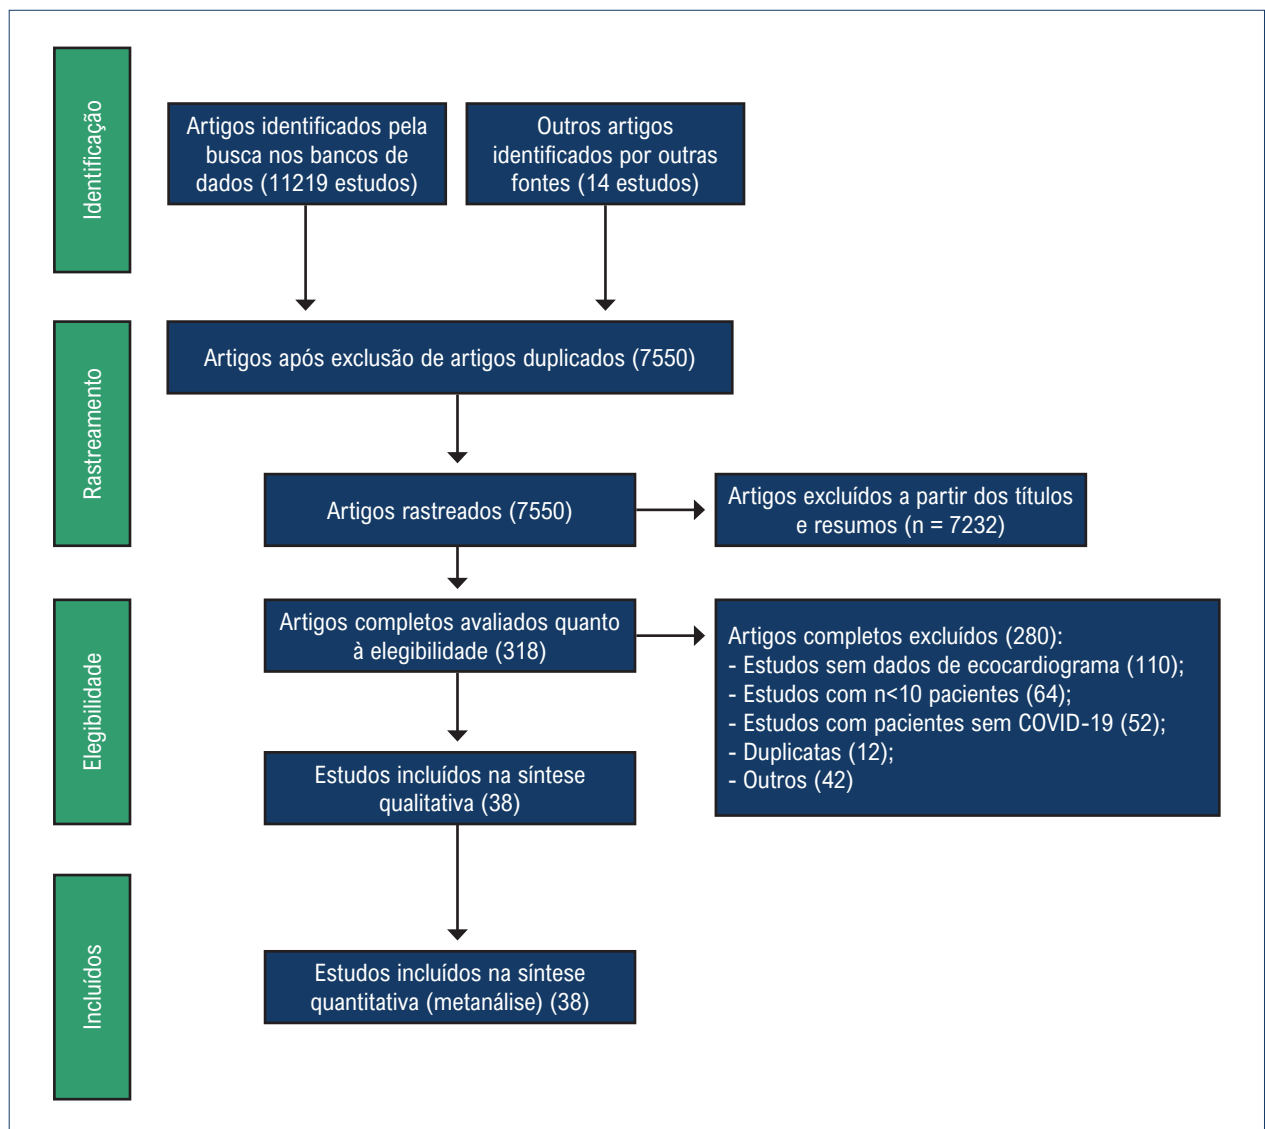 Identificação
Artigos identificados pela
busca nos bancos de
dados (11219 estudos)
Outros artigos
identificados por outras
fontes (14 estudos)
Rastreamento
Artigos após exclusão de artigos duplicados (7550)
Artigos rastreados (7550)
Artigos excluídos a partir dos títulos
e resumos (n = 7232)
Elegibilidade
Artigos completos avaliados quanto
à elegibilidade (318)
Artigos completos excluídos (280):
- Estudos sem dados de ecocardiograma (110);
- Estudos com n<10 pacientes (64);
- Estudos com pacientes sem COVID-19 (52);
- Duplicatas (12);
- Outros (42)
Estudos incluídos na síntese
qualitativa (38)
Incluídos
Estudos incluídos na síntese
quantitativa (metanálise) (38)